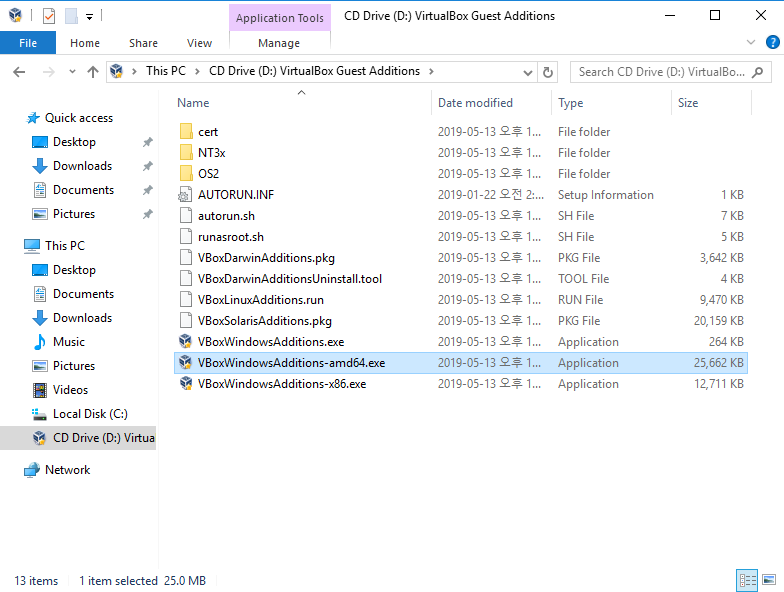 Application Tools
CD Drive (D:) VirtualBox Guest Additions
File Home Share View Manage
This PC > CD Drive (D:) VirtualBox Guest Additions >
Search CD Drive (D:) VirtualBo...
Name Date modified Type Size
Quick access
Desktop
Downloads
Documents
Pictures
This PC
Desktop
Documents
Downloads
Music
Pictures
Videos
Local Disk (C:)
CD Drive (D:) Virtua
Network
cert 2019-05-13 오후 1... File folder
NT3x 2019-05-13 오후 1... File folder
OS2 2019-05-13 오후 1... File folder
AUTORUN.INF 2019-01-22 오전 2:... Setup Information 1 KB
autorun.sh 2019-05-13 오후 1... SH File 7 KB
runasroot.sh 2019-05-13 오후 1... SH File 5 KB
VBoxDarwinAdditions.pkg 2019-05-13 오후 1... PKG File 3,642 KB
VBoxDarwinAdditionsUninstall.tool 2019-05-13 오후 1... TOOL File 4 KB
VBoxLinuxAdditions.run 2019-05-13 오후 1... RUN File 9,470 KB
VBoxSolarisAdditions.pkg 2019-05-13 오후 1... PKG File 20,159 KB
VBoxWindowsAdditions.exe 2019-05-13 오후 1... Application 264 KB
VBoxWindowsAdditions-amd64.exe 2019-05-13 오후 1... Application 25,662 KB
VBoxWindowsAdditions-x86.exe 2019-05-13 오후 1... Application 12,711 KB
13 items 1 item selected 25.0 MB